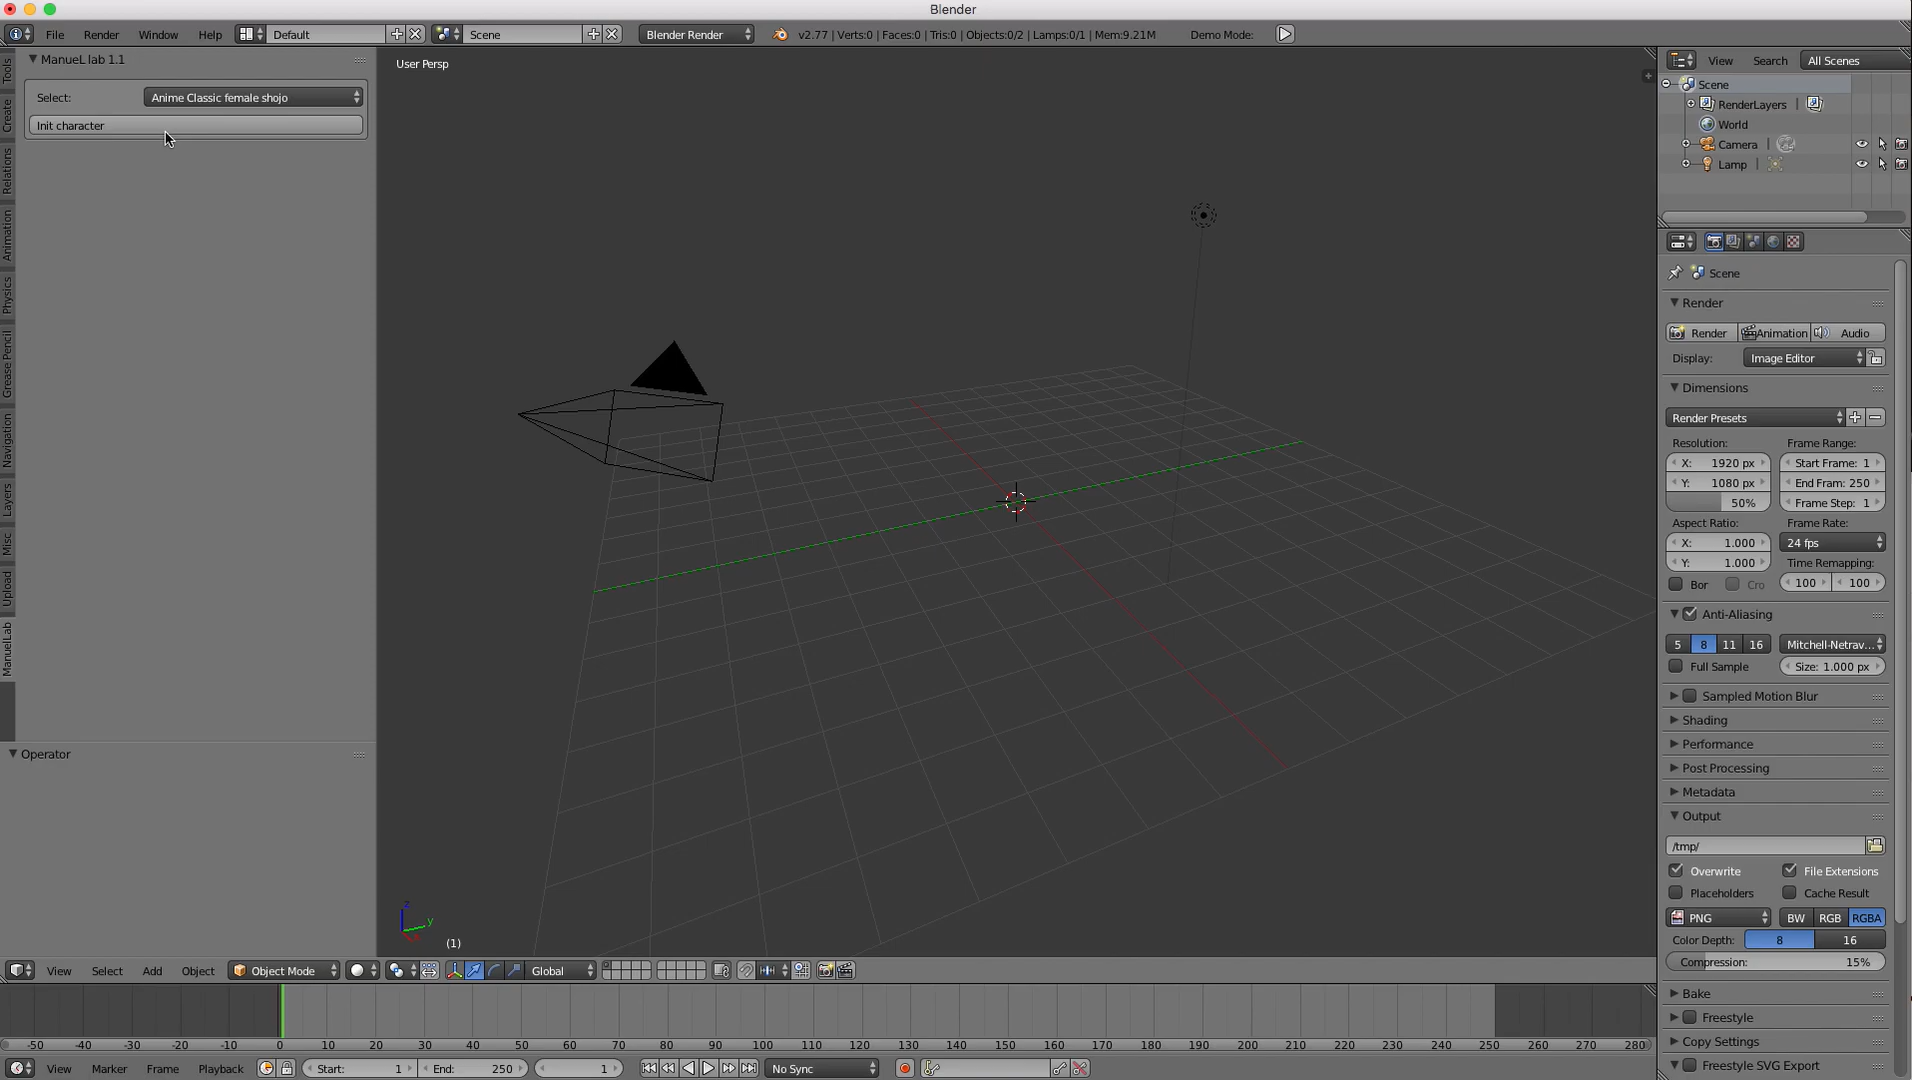 Blender
File Render Window Help Default Scene Blender Render v2.77 | Verts:0 | Faces:0 | Tris:0 | Objects:0/2 | Lamps:0/1 | Mem:9.21M Demo Mode:
ManueL lab 1.1
Select: Anime Classic female shojo
Init character
Tools
Create
Relations
Animation
Physics
Grease Pencil
Navigation
Layers
Misc
Upload
ManuelLab
Operator
User Persp
z
y
x
(1)
View Select Add Object Object Mode Global
View Search All Scenes
Scene
RenderLayers |
World
Camera |
Lamp |
Scene
Render
Render Animation Audio
Display: Image Editor
Dimensions
Render Presets
Resolution: Frame Range:
X: 1920 px Start Frame: 1
Y: 1080 px End Fram: 250
50% Frame Step: 1
Aspect Ratio: Frame Rate:
X: 1.000 24 fps
Y: 1.000 Time Remapping:
Bor Cro 100 100
Anti-Aliasing
5 8 11 16 Mitchell-Netrav...
Full Sample Size: 1.000 px
Sampled Motion Blur
Shading
Performance
Post Processing
Metadata
Output
/tmp/
Overwrite File Extensions
Placeholders Cache Result
PNG BW RGB RGBA
Color Depth: 8 16
Compression: 15%
Bake
Freestyle
Copy Settings
Freestyle SVG Export
-50 -40 -30 -20 -10 0 10 20 30 40 50 60 70 80 90 100 110 120 130 140 150 160 170 180 190 200 210 220 230 240 250 260 270 280
View Marker Frame Playback Start: 1 End: 250 1 No Sync